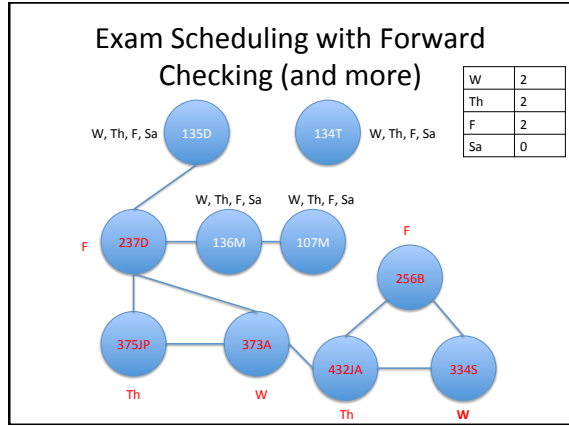 Exam Scheduling with Forward
Checking (and more)
W 2
Th 2
F 2
Sa 0
W, Th, F, Sa
135D
134T
W, Th, F, Sa
W, Th, F, Sa
W, Th, F, Sa
F
237D
136M
107M
F
256B
375JP
373A
432JA
334S
Th
W
Th
W